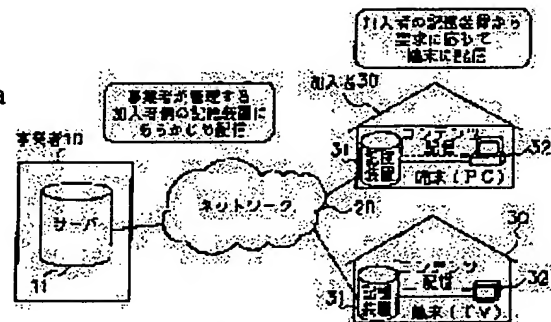 加入者の記憶装置から
要求に応じて
端末に配信
事業者が管理する
加入者側の記憶装置に
あらかじめ配信
a
事業者10
サーバ
11
ネットワーク
20
加入者30
コンテンツ
配信
31
記憶
装置
32
端末(PC)
30
コンテンツ
配信
31
記憶
装置
32
端末(TV)